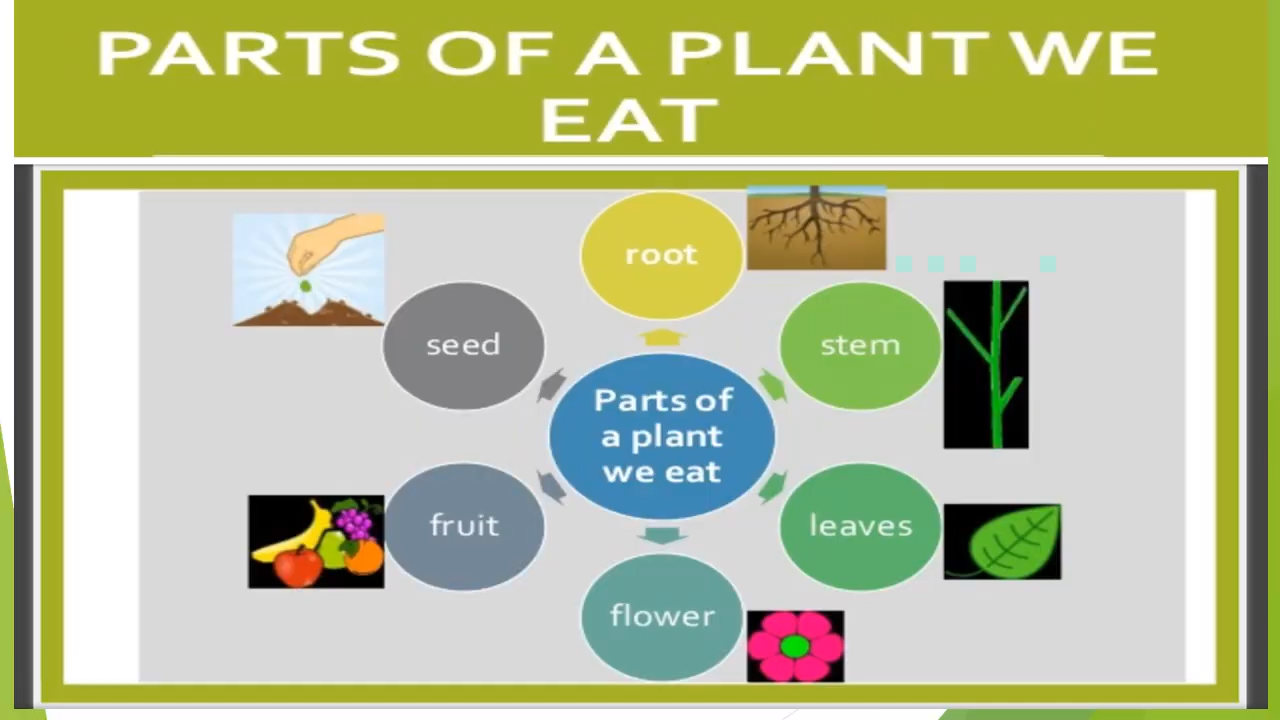 PARTS OF A PLANT WE
EAT
root
seed
stem
Parts of
a plant
we eat
fruit
leaves
flower